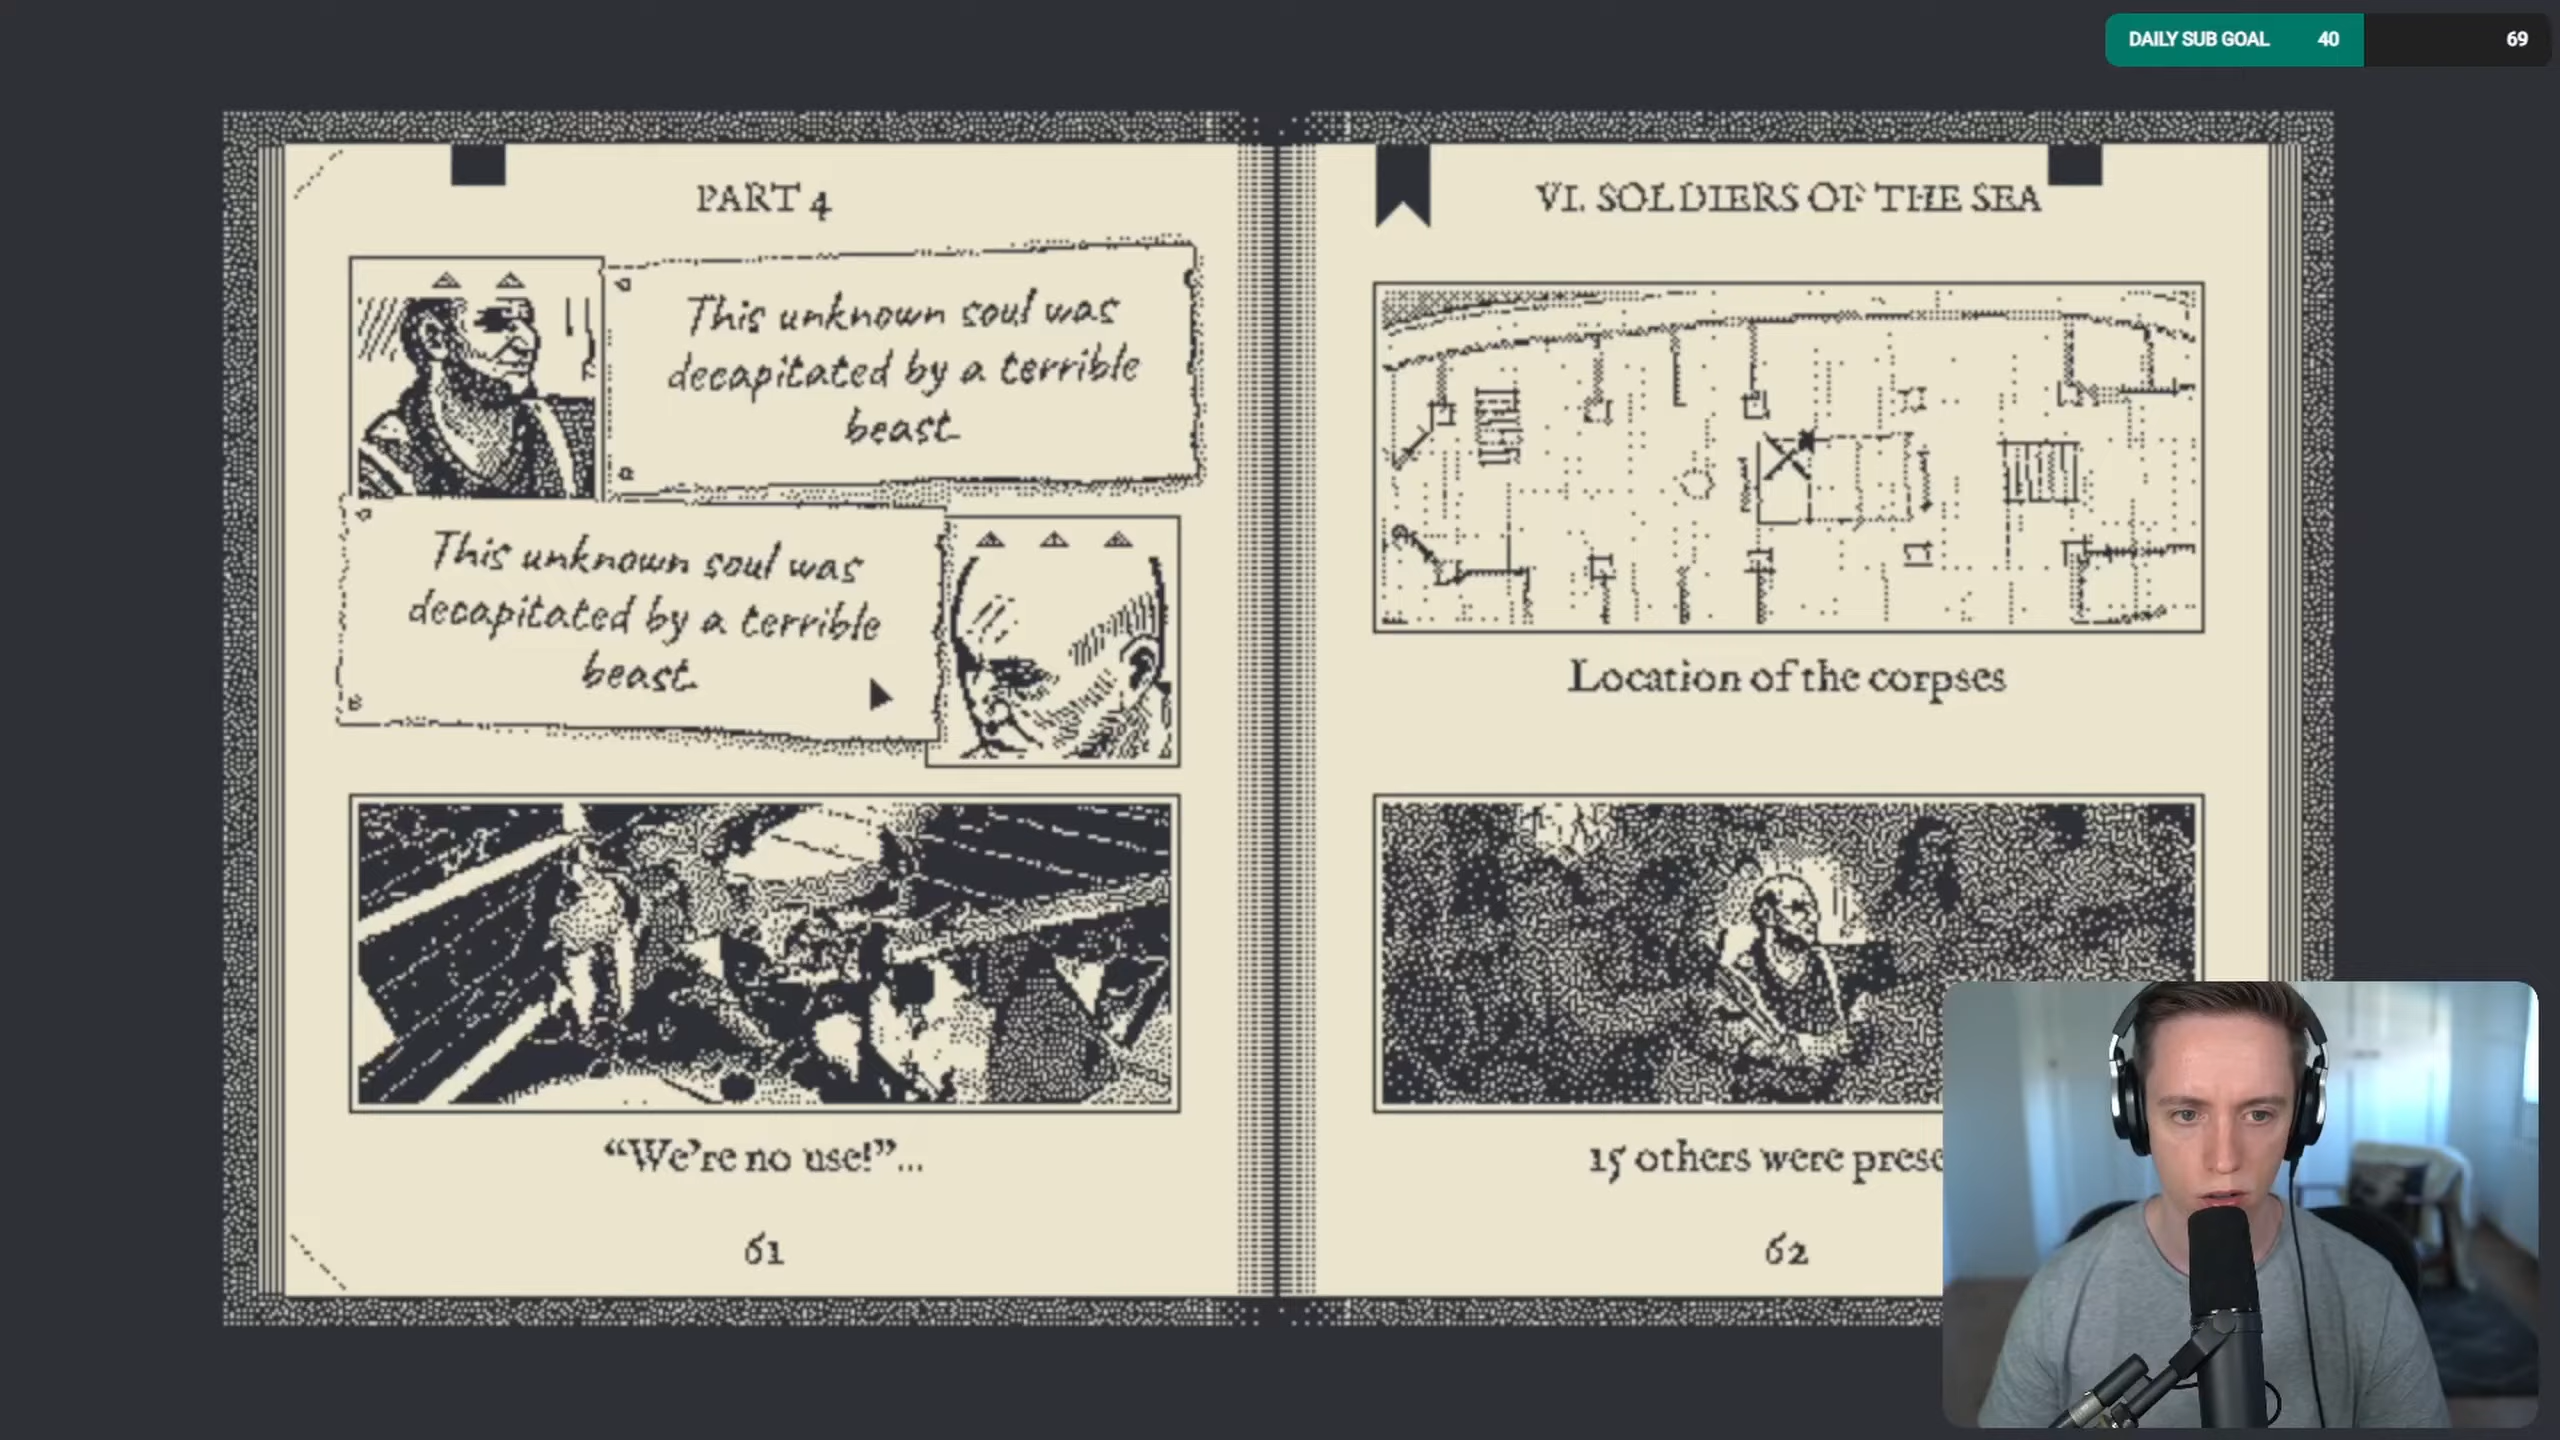 DAILY SUB GOAL 40 69
PART 4
This unknown soul was
decapitated by a terrible
beast.
This unknown soul was
decapitated by a terrible
beast.
"We're no use!"...
61
VI. SOLDIERS OF THE SEA
Location of the corpses
15 others were
62